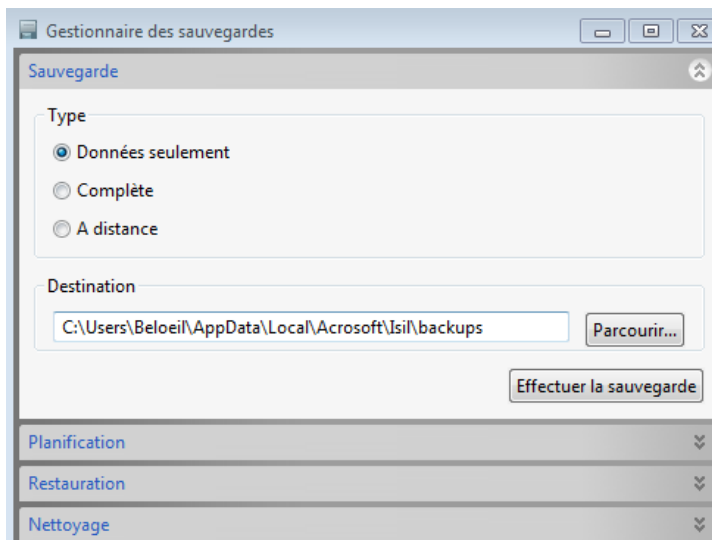 Gestionnaire des sauvegardes
Sauvegarde
Type
Données seulement
Complète
A distance
Destination
C:\Users\Beloeil\AppData\Local\Acrosoft\Isil\backups
Parcourir...
Effectuer la sauvegarde
Planification
Restauration
Nettoyage